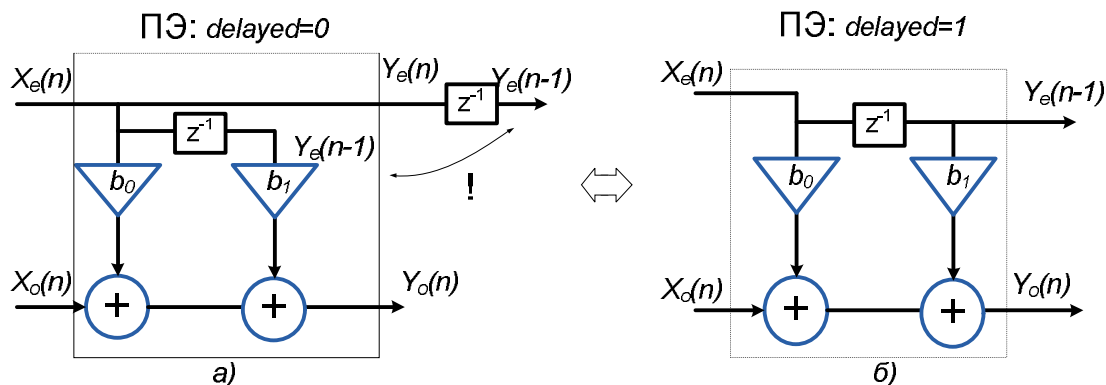 ПЭ: delayed=0
Xe(n)
Ye(n)
Ye(n-1)
z-1
z-1
Ye(n-1)
b0
b1
!
Xo(n)
+
+
Yo(n)
а)
ПЭ: delayed=1
Xe(n)
Ye(n-1)
z-1
b0
b1
Xo(n)
+
+
Yo(n)
б)